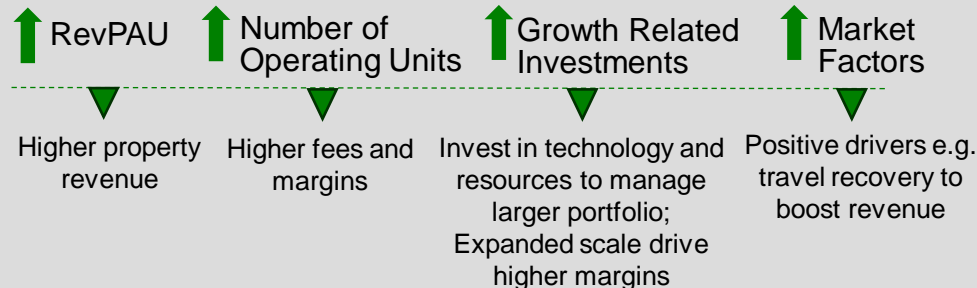 RevPAU
Number of
Operating Units
Growth Related
Investments
Market
Factors
Higher property
revenue
Higher fees and
margins
Invest in technology and
resources to manage
larger portfolio;
Expanded scale drive
higher margins
Positive drivers e.g.
travel recovery to
boost revenue